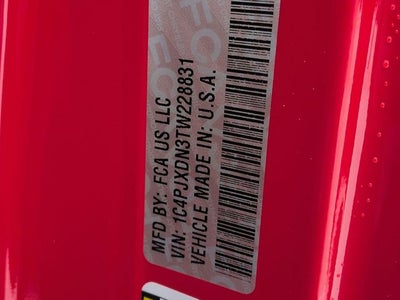 MFD BY: FCA US LLC
VIN: 1C4PJXDN3TW228831
VEHICLE MADE IN: U.S.A.